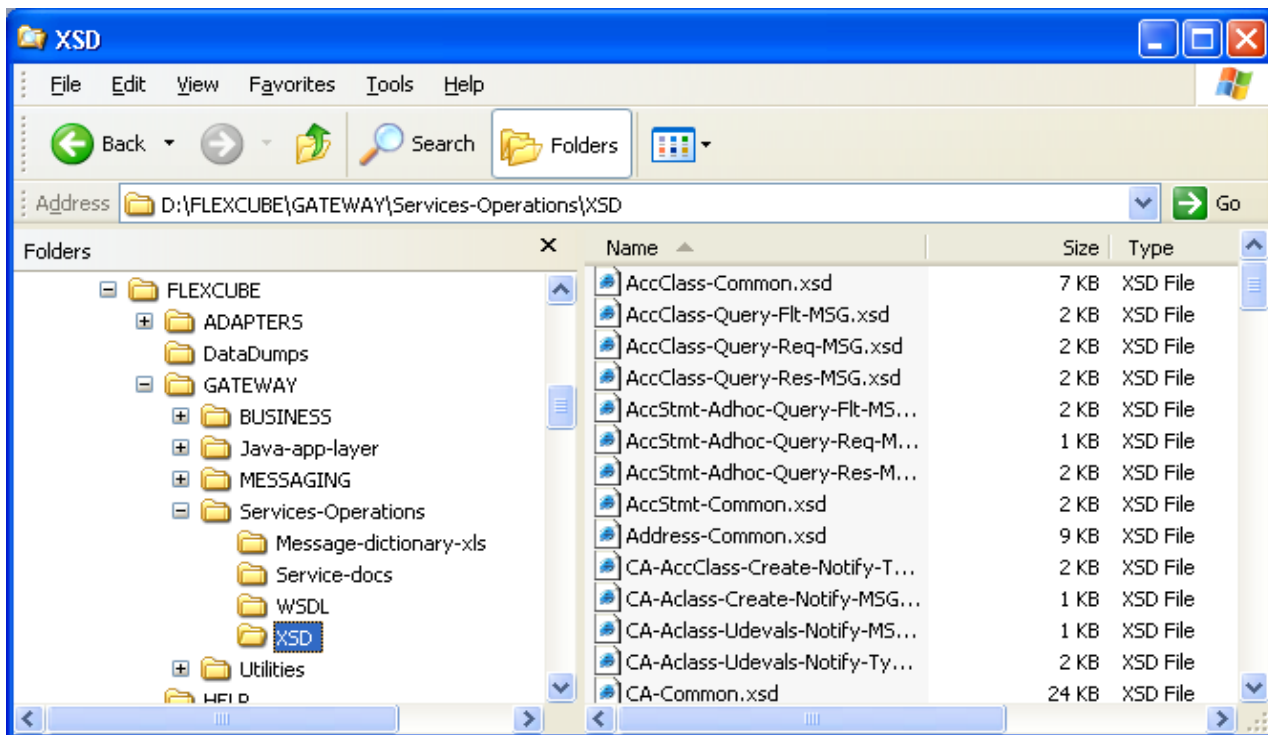 XSD
File Edit View Favorites Tools Help
Back Search Folders
Address D:\FLEXCUBE\GATEWAY\Services-Operations\XSD Go
Folders
FLEXCUBE
ADAPTERS
DataDumps
GATEWAY
BUSINESS
Java-app-layer
MESSAGING
Services-Operations
Message-dictionary-xls
Service-docs
WSDL
XSD
Utilities
HELP
Name Size Type
AccClass-Common.xsd 7 KB XSD File
AccClass-Query-Flt-MSG.xsd 2 KB XSD File
AccClass-Query-Req-MSG.xsd 2 KB XSD File
AccClass-Query-Res-MSG.xsd 2 KB XSD File
AccStmt-Adhoc-Query-Flt-MS... 2 KB XSD File
AccStmt-Adhoc-Query-Req-M... 1 KB XSD File
AccStmt-Adhoc-Query-Res-M... 2 KB XSD File
AccStmt-Common.xsd 2 KB XSD File
Address-Common.xsd 9 KB XSD File
CA-AccClass-Create-Notify-T... 2 KB XSD File
CA-Aclass-Create-Notify-MSG... 1 KB XSD File
CA-Aclass-Udevals-Notify-MS... 1 KB XSD File
CA-Aclass-Udevals-Notify-Ty... 2 KB XSD File
CA-Common.xsd 24 KB XSD File